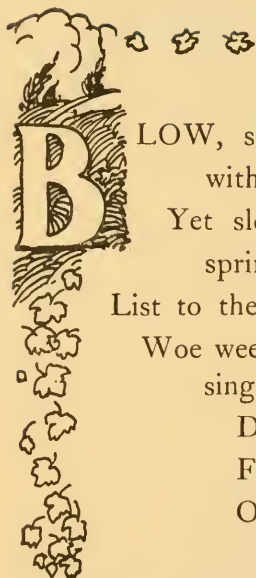 BLOW, s
with
Yet sl
sprin
List to the
Woe wee
sing
D
F
O